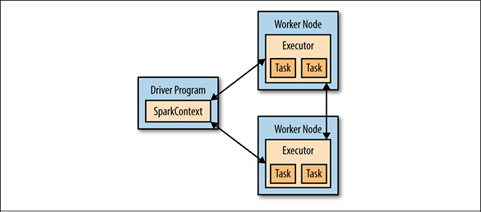 Worker Node
Executor
Task Task
Driver Program
SparkContext
Worker Node
Executor
Task Task